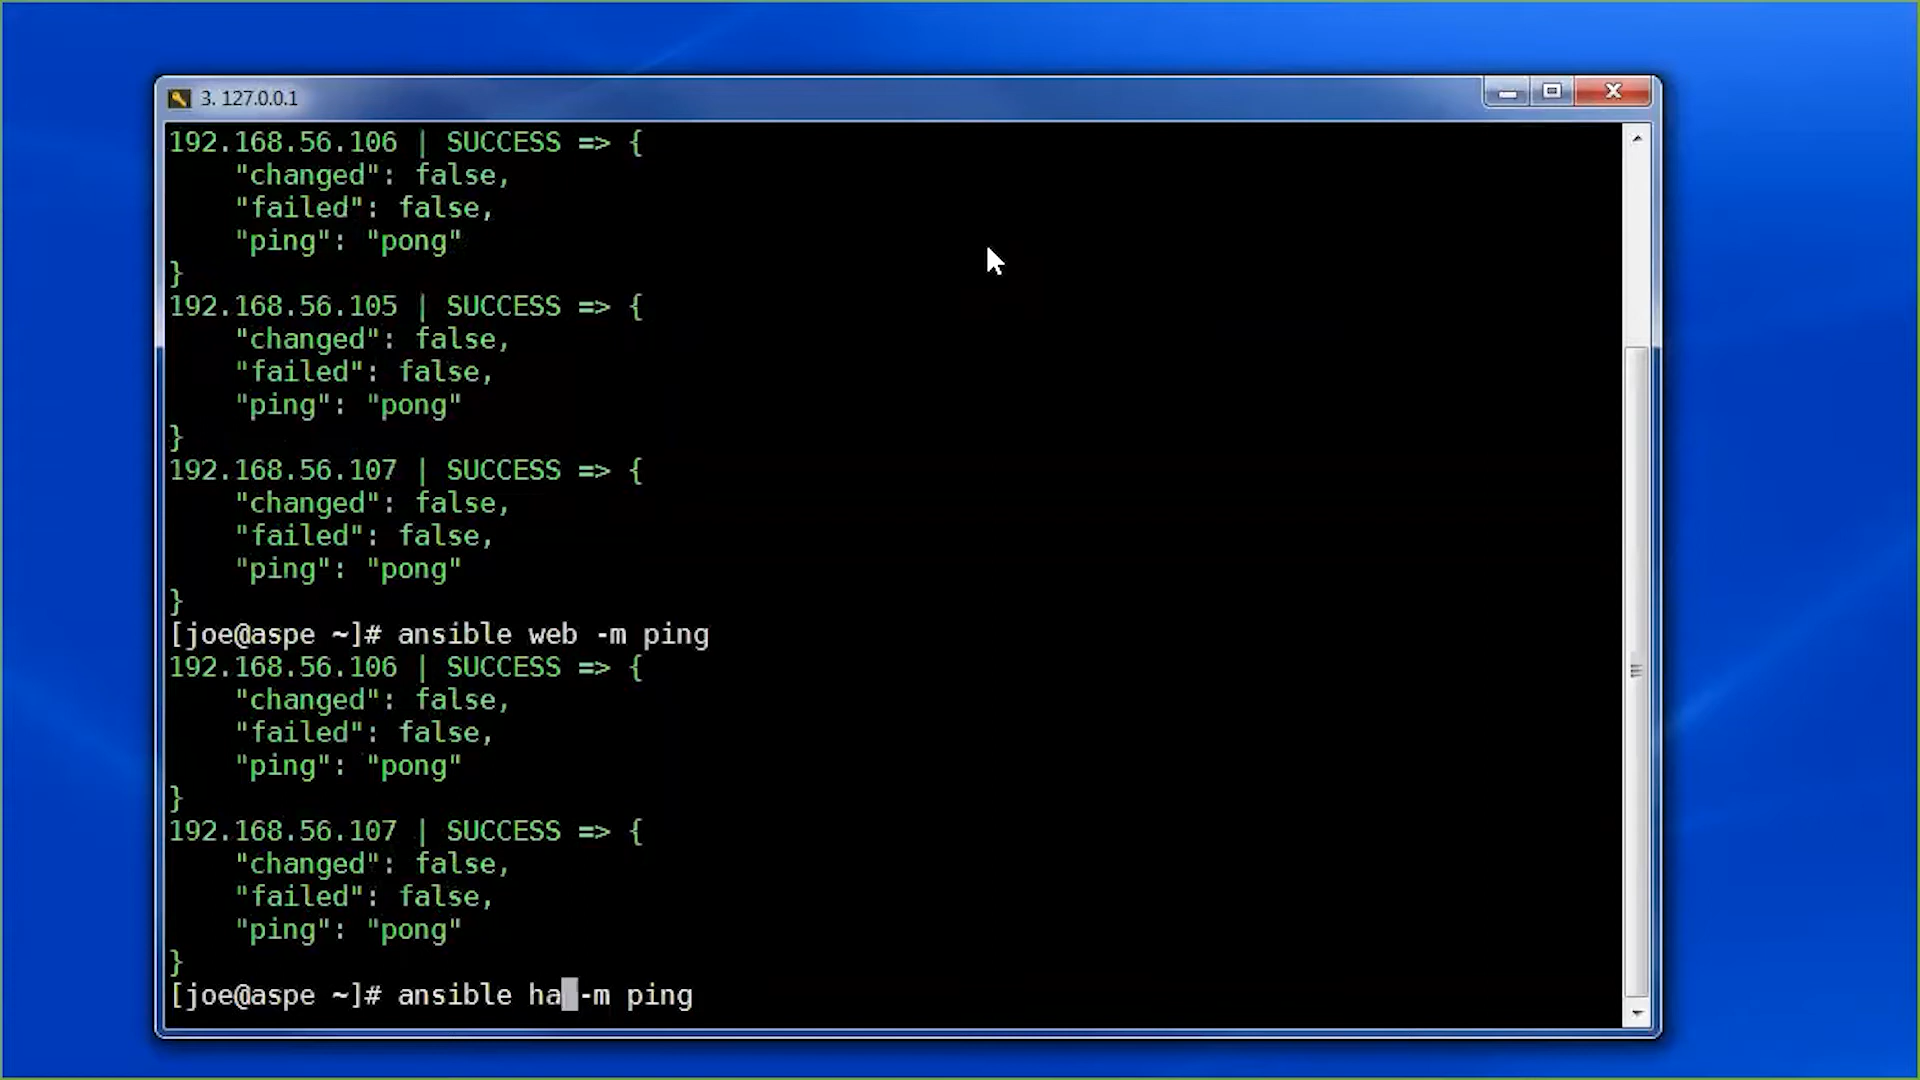 3. 127.0.0.1
192.168.56.106 | SUCCESS => {
    "changed": false,
    "failed": false,
    "ping": "pong"
}
192.168.56.105 | SUCCESS => {
    "changed": false,
    "failed": false,
    "ping": "pong"
}
192.168.56.107 | SUCCESS => {
    "changed": false,
    "failed": false,
    "ping": "pong"
}
[joe@aspe ~]# ansible web -m ping
192.168.56.106 | SUCCESS => {
    "changed": false,
    "failed": false,
    "ping": "pong"
}
192.168.56.107 | SUCCESS => {
    "changed": false,
    "failed": false,
    "ping": "pong"
}
[joe@aspe ~]# ansible ha -m ping